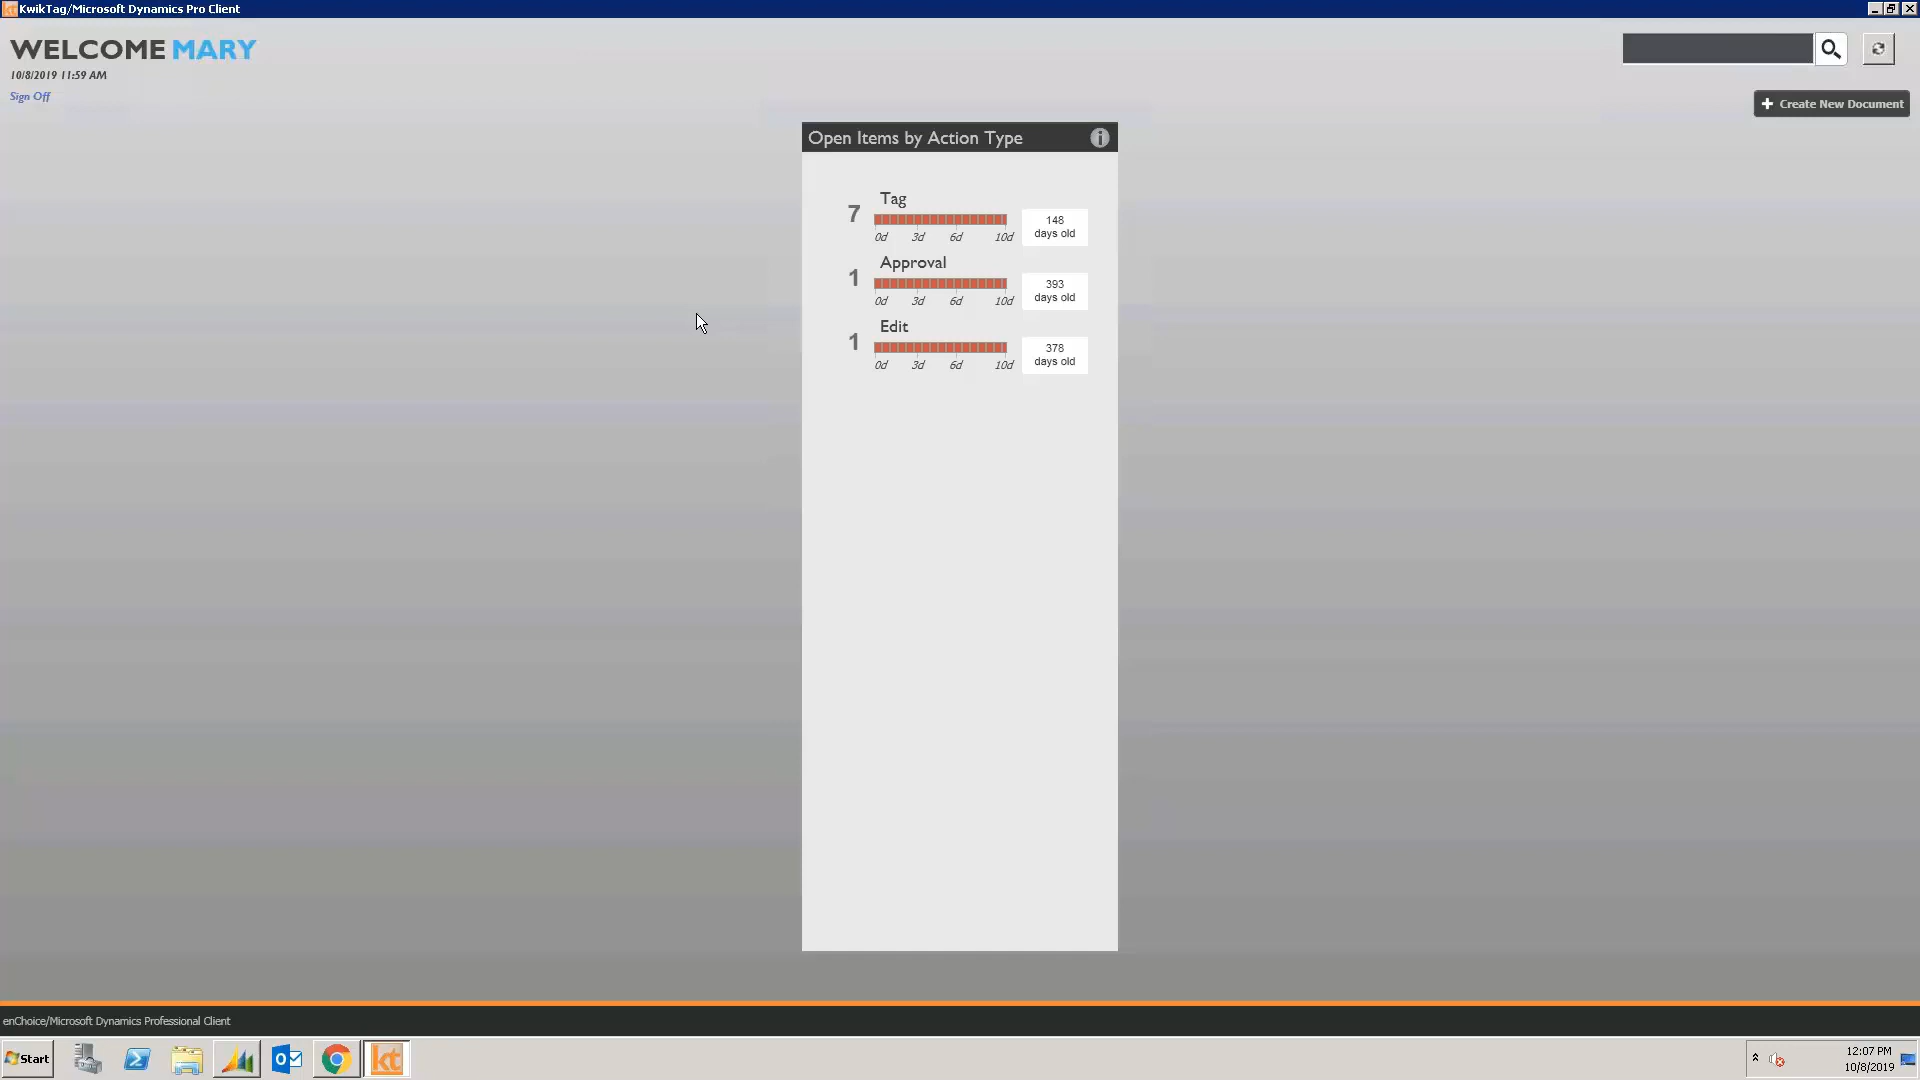 KwikTag/Microsoft Dynamics Pro Client
WELCOME MARY
10/8/2019 11:59 AM
Sign Off
Create New Document
Open Items by Action Type
Tag
7
0d 3d 6d 10d
148
days old
Approval
1
0d 3d 6d 10d
393
days old
Edit
1
0d 3d 6d 10d
378
days old
enChoice/Microsoft Dynamics Professional Client
Start
kt
12:07 PM
10/8/2019